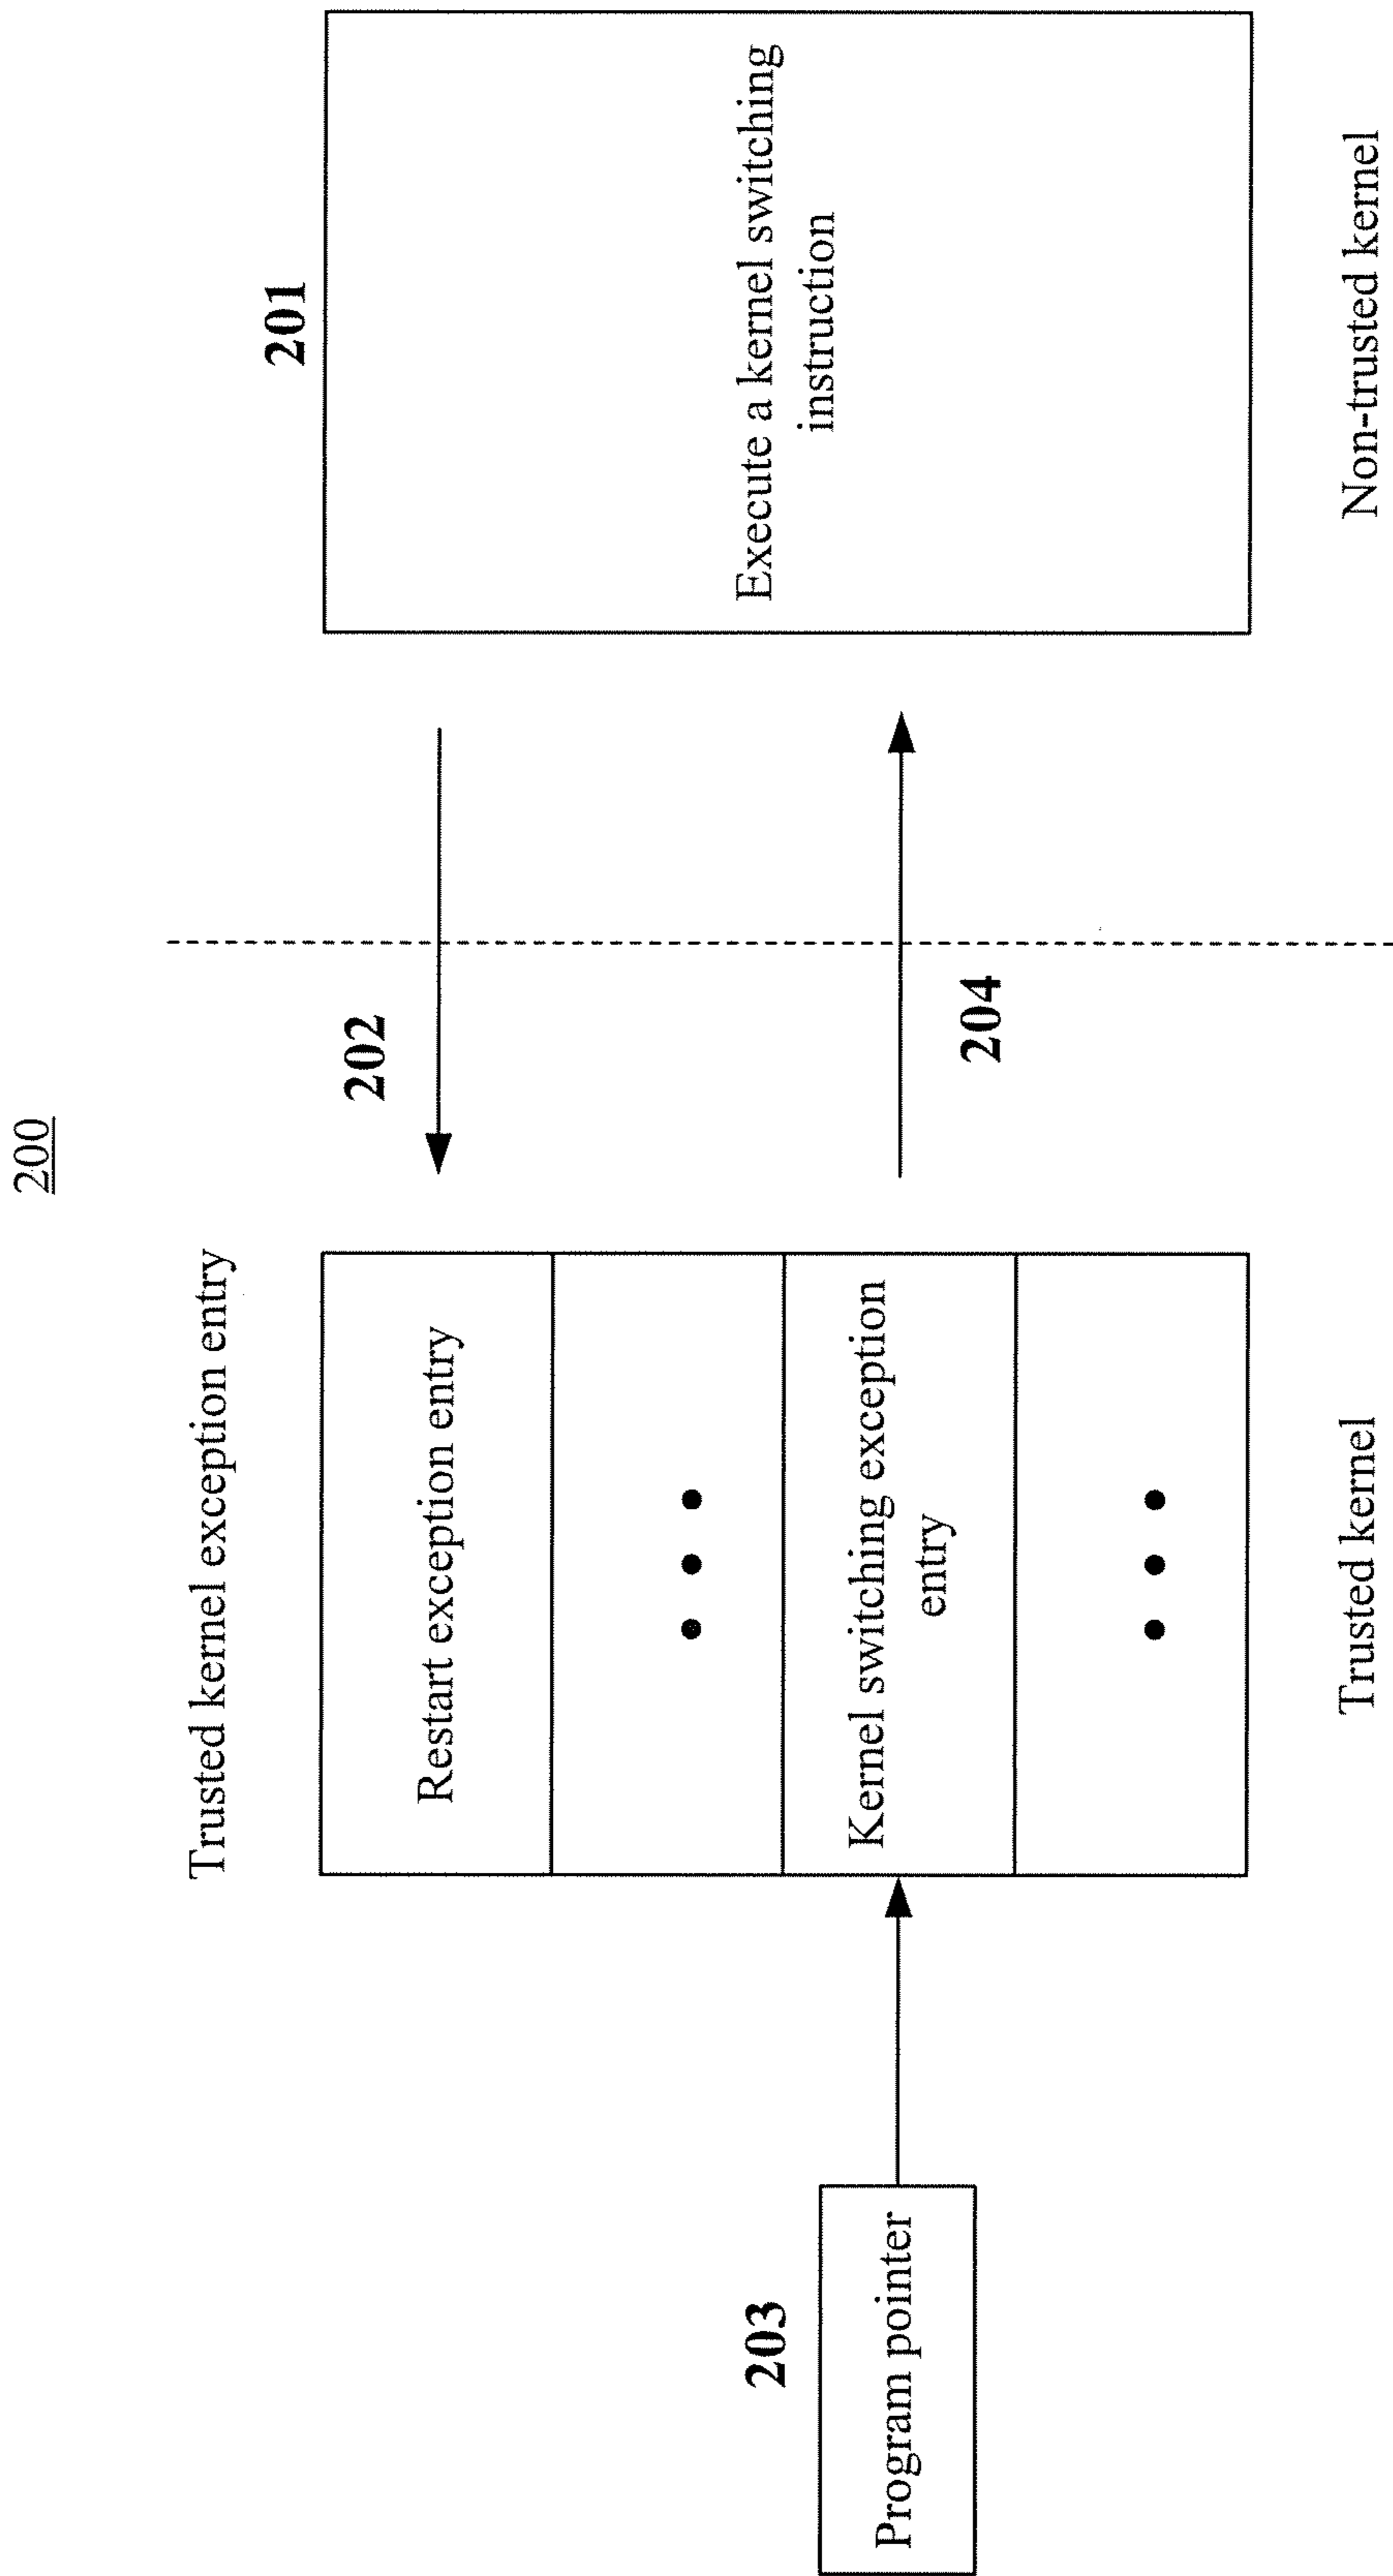 200
Trusted kernel exception entry
201
202
Restart exception entry
• • •
Execute a kernel switching
instruction
203
Program pointer
Kernel switching exception
entry
204
• • •
Trusted kernel
Non-trusted kernel